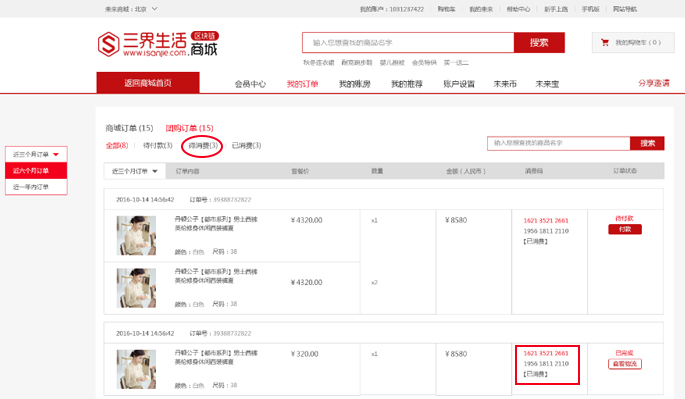 未来商城：北京
我的账户：1031237422 购物车 我的未来 帮助中心 新手上路 手机版 网站导航
三界生活 区块链
www.isanjie.com 商城
输入您想查找的商品名字 搜索
我的购物车（0）
秋冬连衣裙 耐克跑步鞋 婴儿腹被 会员特供 买一送二
返回商城首页 会员中心 我的订单 我的账房 我的推荐 账户设置 未来币 未来宝 分享邀请
商城订单 (15) 团购订单 (15)
全部(8) 待付款(3) 待消费(3) 已消费(3)
输入您想查找的商品名字 搜索
近三个月订单
近六个月订单
近一年内订单
近三个月订单 订单内容 套餐价 数量 金额（人民币） 消费码 订单状态
2016-10-14 14:56:42 订单号：39388732822
丹顿公子【都市系列】男士西裤
英伦修身休闲西装裤直
颜色：白色 尺码：38
￥4320.00
x1
￥8580
1621 3521 2661
1956 1811 2110
【已消费】
待付款
付款
丹顿公子【都市系列】男士西裤
英伦修身休闲西装裤直
颜色：白色 尺码：38
￥4320.00
x2
2016-10-14 14:56:42 订单号：39388732822
丹顿公子【都市系列】男士西裤
英伦修身休闲西装裤直
颜色：白色 尺码：38
￥320.00
x1
￥8580
1621 3521 2661
1956 1811 2110
【已消费】
已完成
查看物流